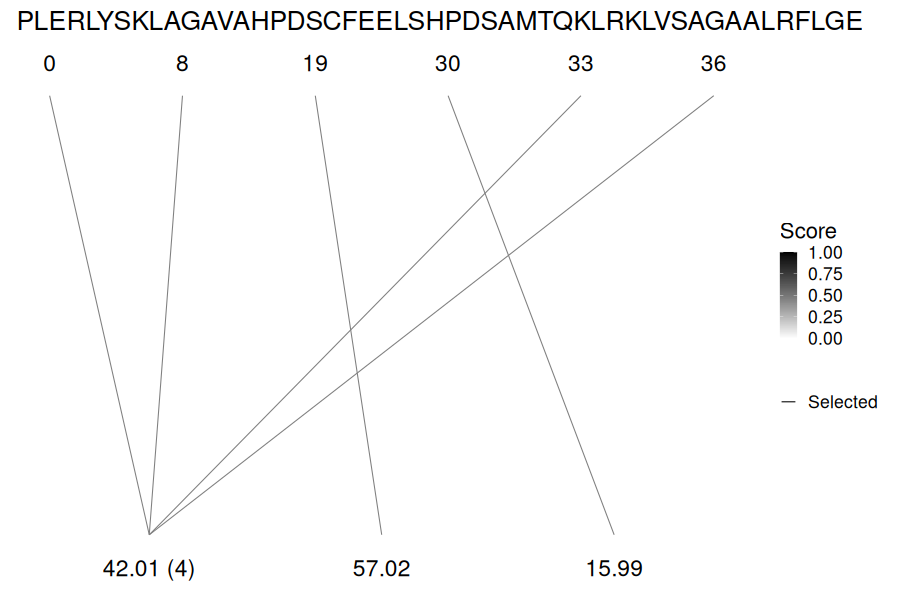 PLERLYSKLAGAVAHPDSCFEELSHPDSAMTQKLRKLVSAGAALRFLGE
0 8 19 30 33 36
Score
1.00
0.75
0.50
0.25
0.00
Selected
42.01 (4) 57.02 15.99